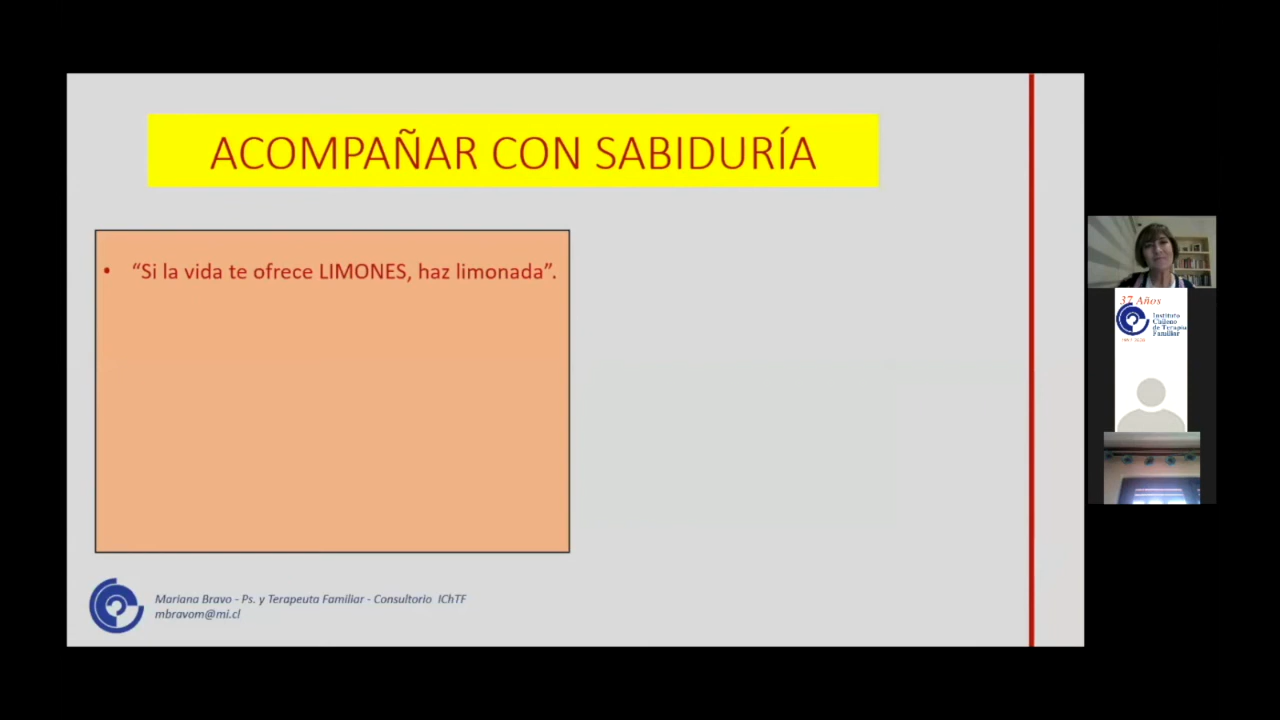 ACOMPAÑAR CON SABIDURÍA
• “Si la vida te ofrece LIMONES, haz limonada”.
Mariana Bravo - Ps. y Terapeuta Familiar - Consultorio IChTF
mbravom@mi.cl
37 Años
Instituto
Chileno
de Terapia
Familiar